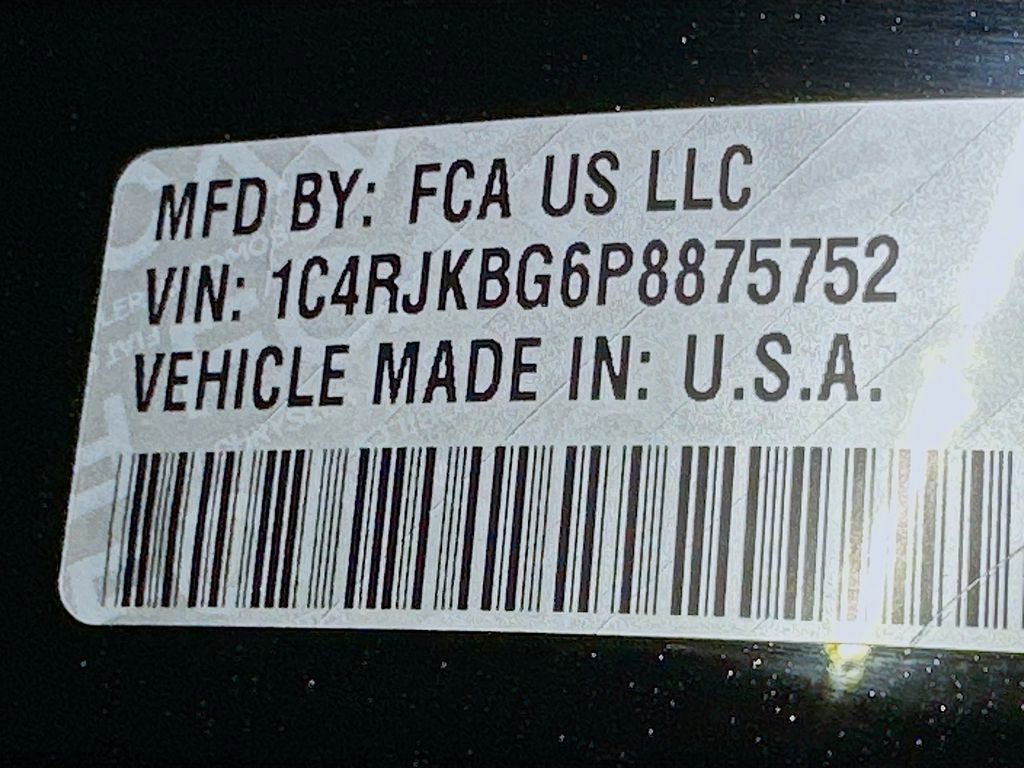 MFD BY: FCA US LLC
VIN: 1C4RJKBG6P8875752
VEHICLE MADE IN: U.S.A.